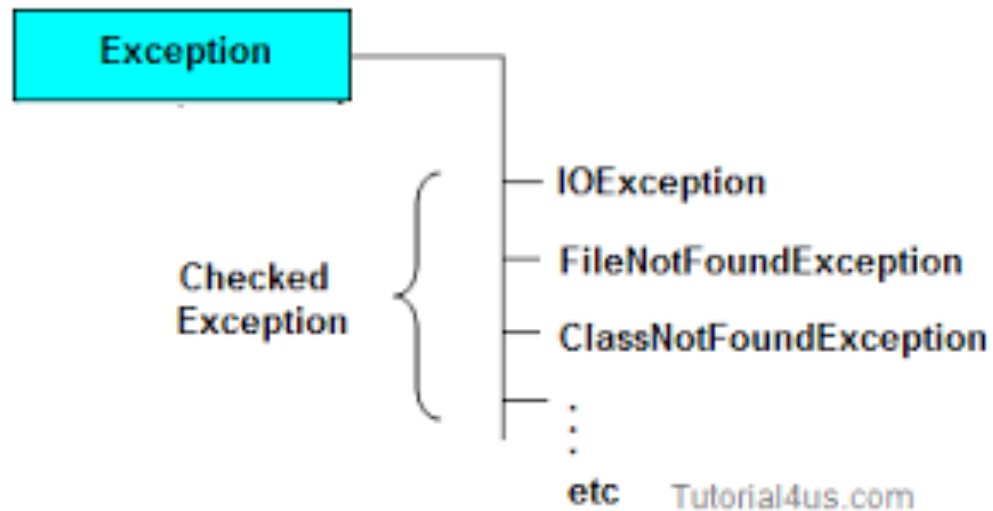 Exception
IOException
FileNotFoundException
Checked
Exception
ClassNotFoundException
etc
Tutorial4us.com